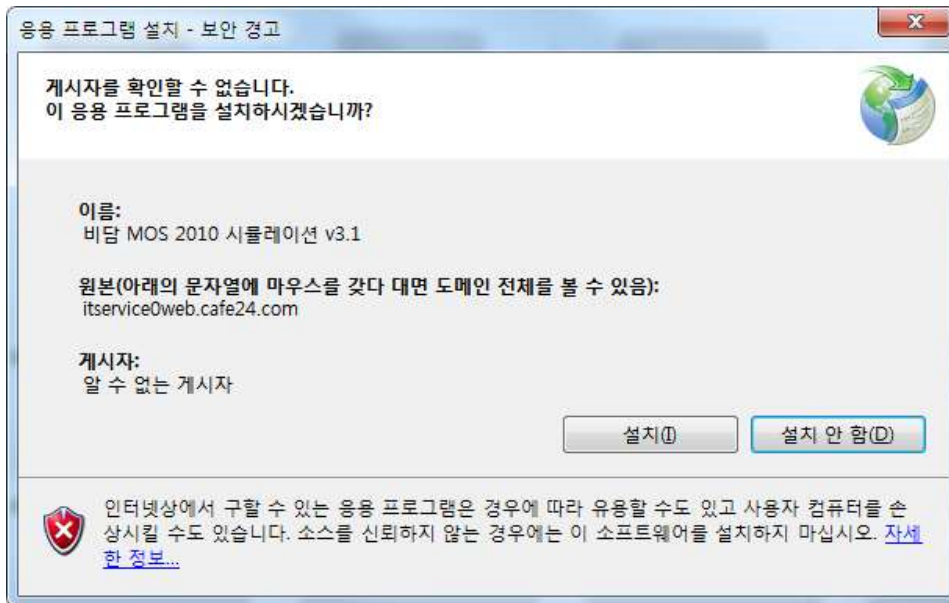 응용 프로그램 설치 - 보안 경고
게시자를 확인할 수 없습니다.
이 응용 프로그램을 설치하시겠습니까?
이름:
비담 MOS 2010 시뮬레이션 v3.1
원본(아래의 문자열에 마우스를 갖다 대면 도메인 전체를 볼 수 있음):
itservice0web.cafe24.com
게시자:
알 수 없는 게시자
설치(I)
설치 안 함(D)
인터넷상에서 구할 수 있는 응용 프로그램은 경우에 따라 유용할 수도 있고 사용자 컴퓨터를 손
상시킬 수도 있습니다. 소스를 신뢰하지 않는 경우에는 이 소프트웨어를 설치하지 마십시오. 자세
한 정보...